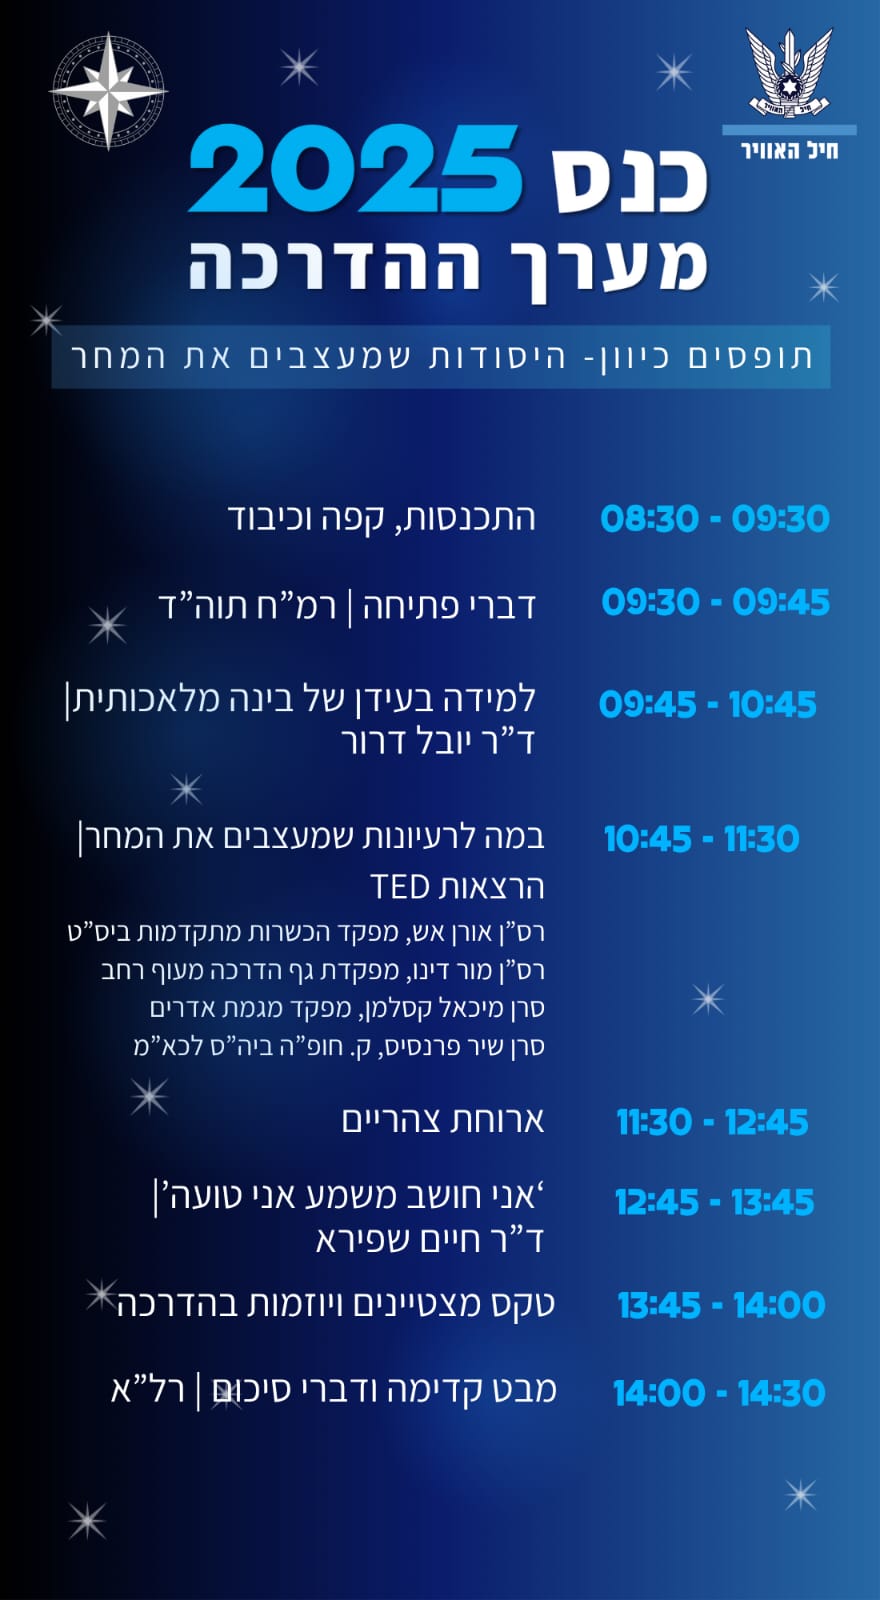 חיל האוויר
חיל האוויר
כנס 2025
מערך ההדרכה
תופסים כיוון- היסודות שמעצבים את המחר
08:30 - 09:30 התכנסות, קפה וכיבוד
09:30 - 09:45 דברי פתיחה | רמ”ח תוה”ד
09:45 - 10:45 למידה בעידן של בינה מלאכותית|
ד”ר יובל דרור
10:45 - 11:30 במה לרעיונות שמעצבים את המחר|
הרצאות TED
רס”ן אורן אש, מפקד הכשרות מתקדמות ביס”ט
רס”ן מור דינו, מפקדת גף הדרכה מעוף רחב
סרן מיכאל קסלמן, מפקד מגמת אדרים
סרן שיר פרנסיס, ק. חופ”ה ביה”ס לכא”מ
11:30 - 12:45 ארוחת צהריים
12:45 - 13:45 ‘אני חושב משמע אני טועה’|
ד”ר חיים שפירא
13:45 - 14:00 טקס מצטיינים ויוזמות בהדרכה
14:00 - 14:30 מבט קדימה ודברי סיכום | רל”א